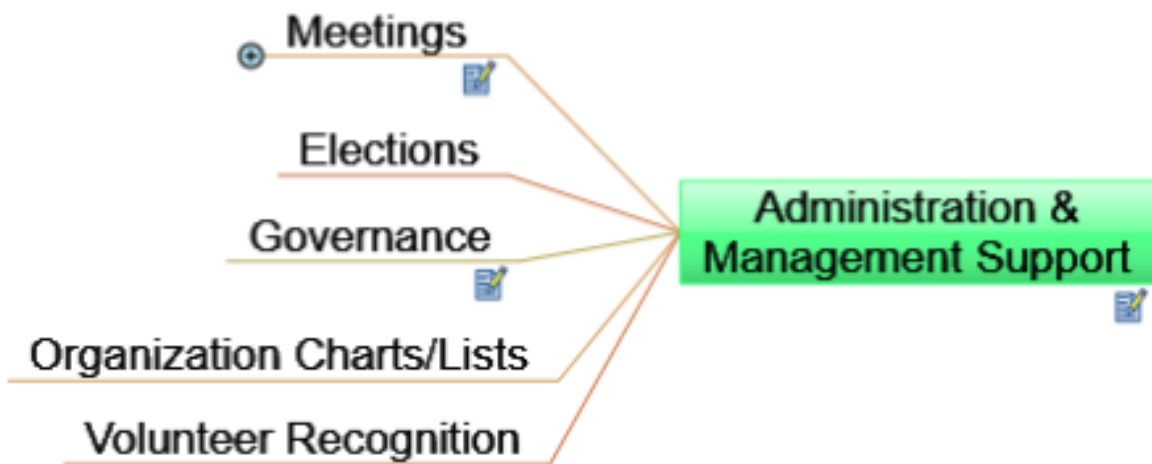 Meetings
Elections
Governance
Organization Charts/Lists
Volunteer Recognition
Administration &
Management Support